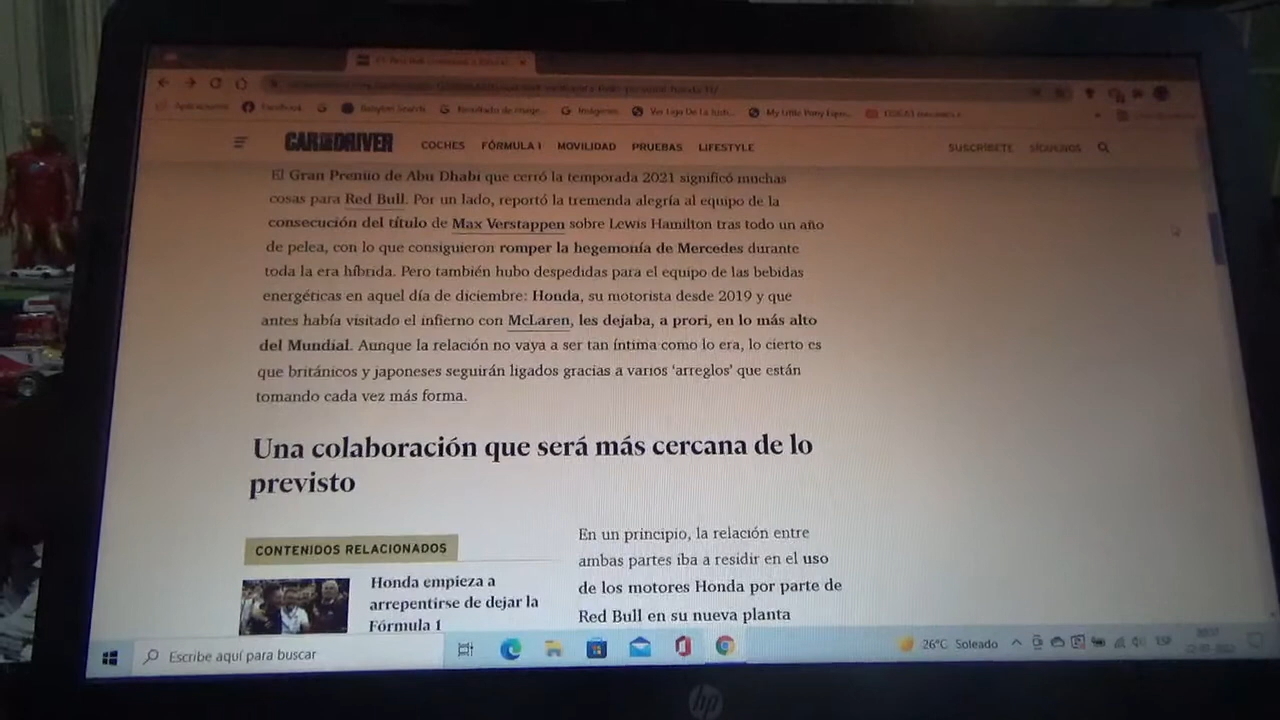 Facebook
CAR AND DRIVER
COCHES FÓRMULA 1 MOVILIDAD PRUEBAS LIFESTYLE
SUSCRÍBETE SÍGUENOS
El Gran Premio de Abu Dhabi que cerró la temporada 2021 significó muchas
cosas para Red Bull. Por un lado, reportó la tremenda alegría al equipo de la
consecución del título de Max Verstappen sobre Lewis Hamilton tras todo un año
de pelea, con lo que consiguieron romper la hegemonía de Mercedes durante
toda la era híbrida. Pero también hubo despedidas para el equipo de las bebidas
energéticas en aquel día de diciembre: Honda, su motorista desde 2019 y que
antes había visitado el infierno con McLaren, les dejaba, a priori, en lo más alto
del Mundial. Aunque la relación no vaya a ser tan íntima como lo era, lo cierto es
que británicos y japoneses seguirán ligados gracias a varios ‘arreglos’ que están
tomando cada vez más forma.
Una colaboración que será más cercana de lo
previsto
CONTENIDOS RELACIONADOS
Honda empieza a
arrepentirse de dejar la
Fórmula 1
En un principio, la relación entre
ambas partes iba a residir en el uso
de los motores Honda por parte de
Red Bull en su nueva planta
Escribe aquí para buscar
26°C Soleado
ESP
hp